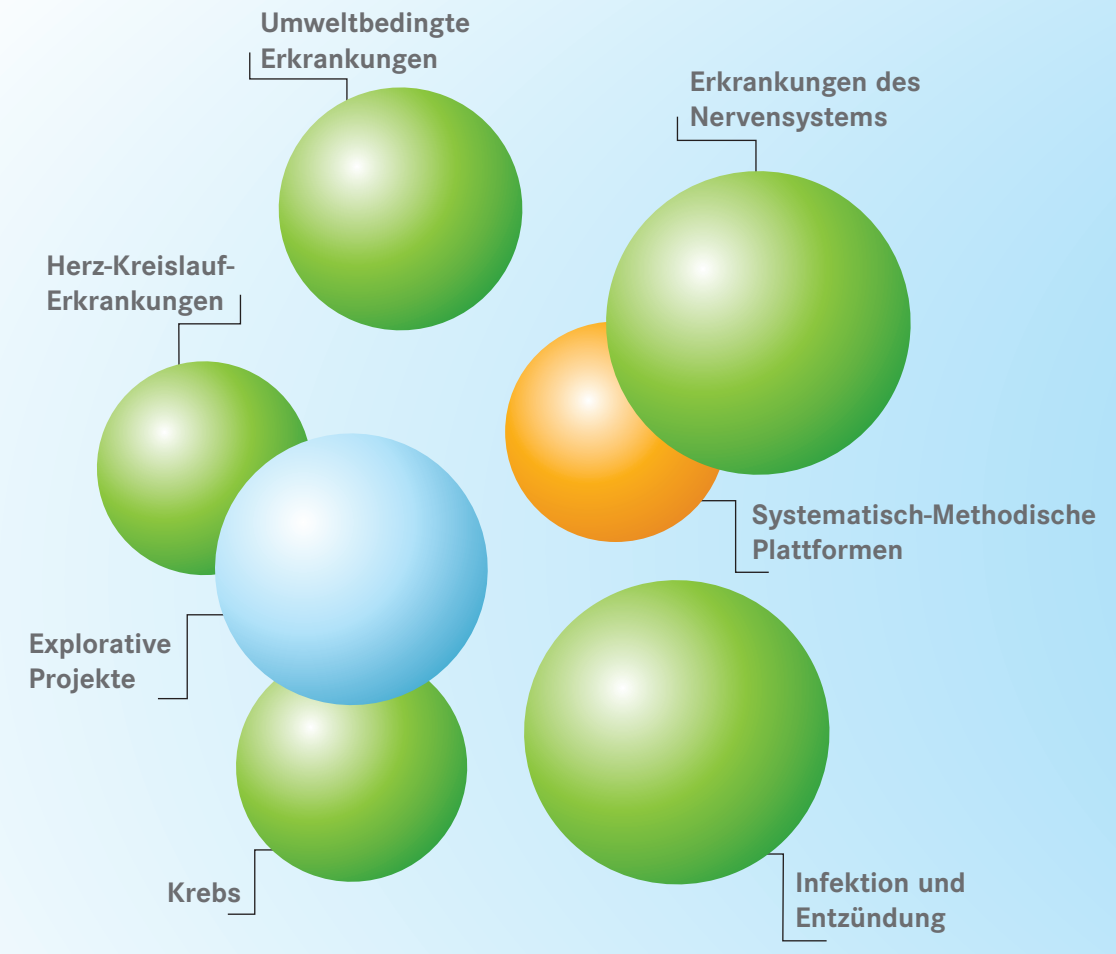 Umweltbedingte
Erkrankungen
Erkrankungen des
Nervensystems
Herz-Kreislauf-
Erkrankungen
Systematisch-Methodische
Plattformen
Explorative
Projekte
Krebs
Infektion und
Entzündung